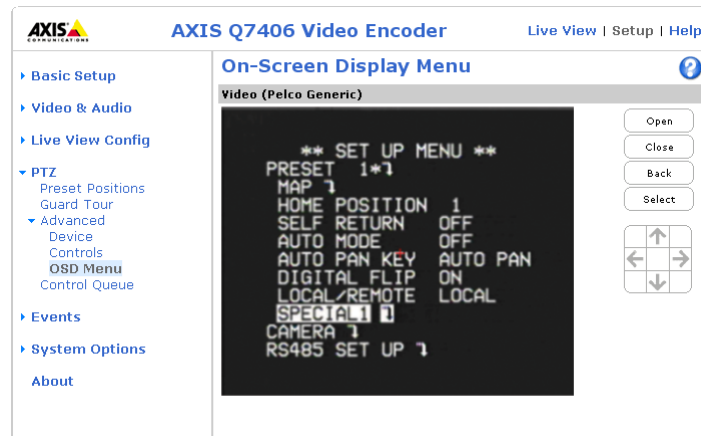 AXIS
COMMUNICATIONS
AXIS Q7406 Video Encoder
Live View | Setup | Help
Basic Setup
Video & Audio
Live View Config
PTZ
Preset Positions
Guard Tour
Advanced
Device
Controls
OSD Menu
Control Queue
Events
System Options
About
On-Screen Display Menu
?
Video (Pelco Generic)
** SET UP MENU **
PRESET 1*↴
MAP ↴
HOME POSITION 1
SELF RETURN OFF
AUTO MODE OFF
AUTO PAN KEY AUTO PAN
DIGITAL FLIP ON
LOCAL/REMOTE LOCAL
SPECIAL1 ↴
CAMERA ↴
RS485 SET UP ↴
Open
Close
Back
Select